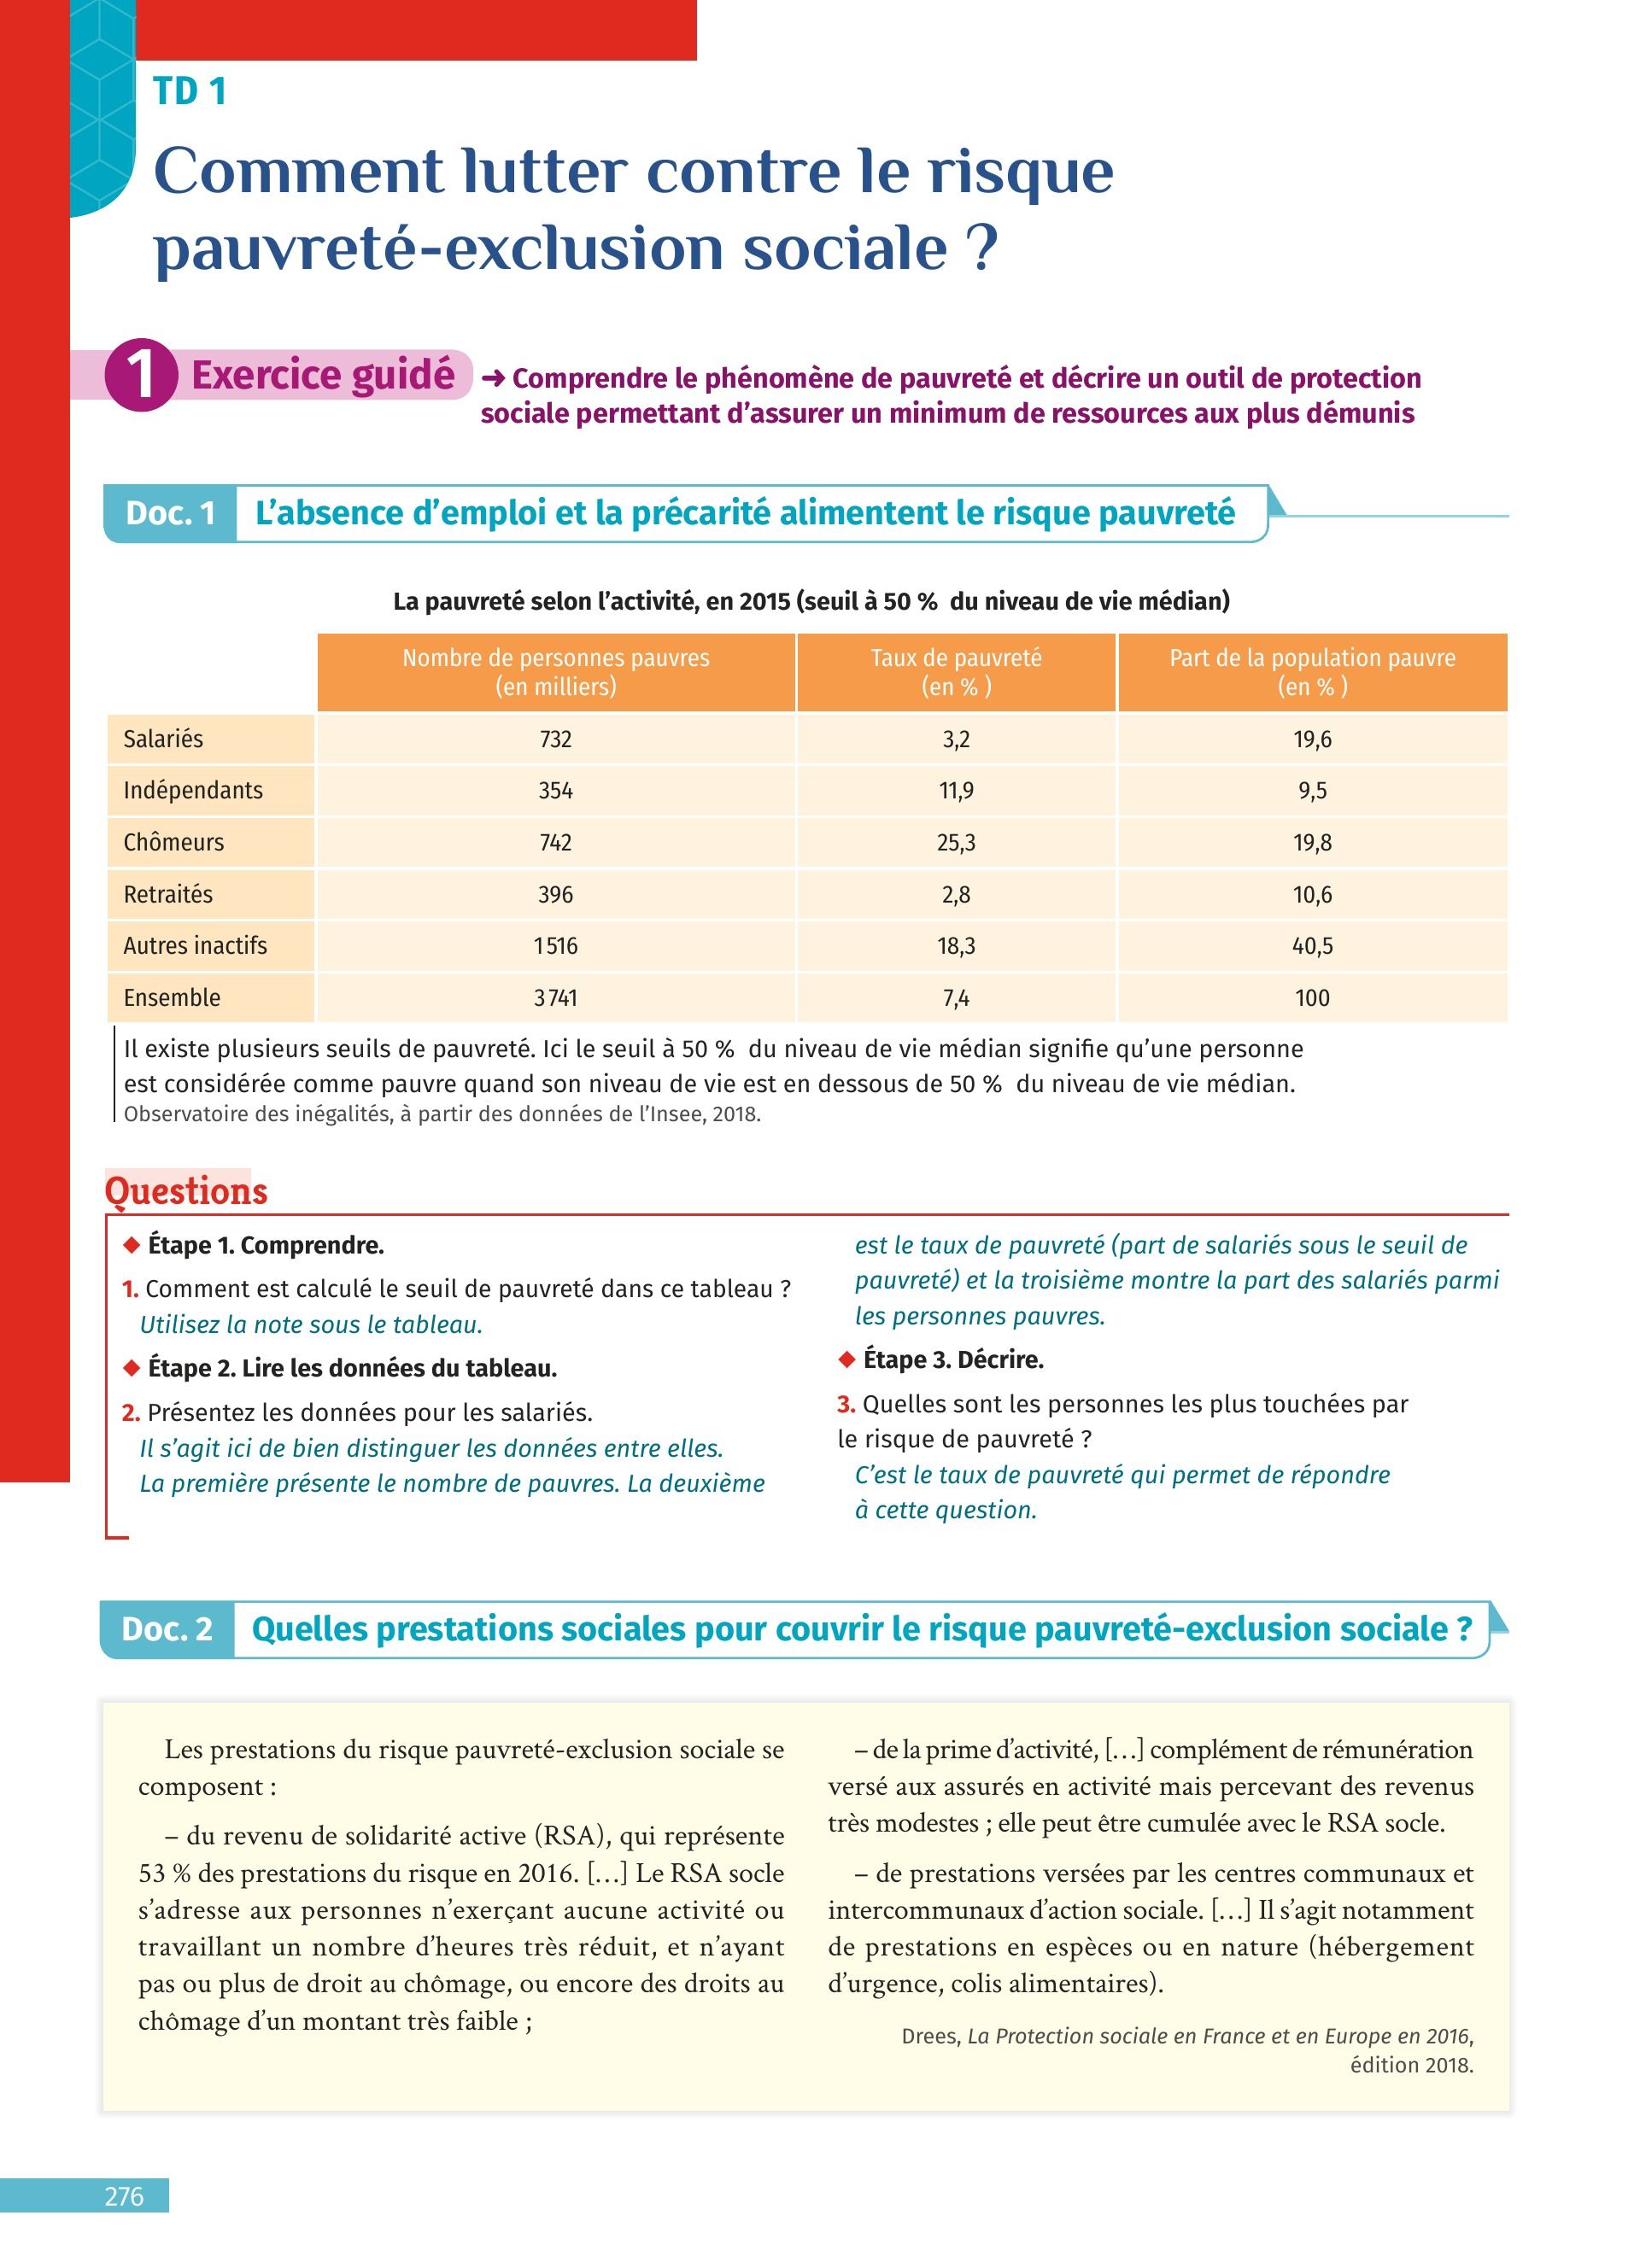 TD 1
Comment lutter contre le risque
pauvreté-exclusion sociale ?
1 Exercice guidé
➜ Comprendre le phénomène de pauvreté et décrire un outil de protection
sociale permettant d’assurer un minimum de ressources aux plus démunis
Doc. 1 L’absence d’emploi et la précarité alimentent le risque pauvreté
La pauvreté selon l’activité, en 2015 (seuil à 50 % du niveau de vie médian)
Nombre de personnes pauvres
(en milliers)
Taux de pauvreté
(en % )
Part de la population pauvre
(en % )
Salariés 732 3,2 19,6
Indépendants 354 11,9 9,5
Chômeurs 742 25,3 19,8
Retraités 396 2,8 10,6
Autres inactifs 1 516 18,3 40,5
Ensemble 3 741 7,4 100
Il existe plusieurs seuils de pauvreté. Ici le seuil à 50 % du niveau de vie médian signifie qu’une personne
est considérée comme pauvre quand son niveau de vie est en dessous de 50 % du niveau de vie médian.
Observatoire des inégalités, à partir des données de l’Insee, 2018.
Questions
◆ Étape 1. Comprendre.
1. Comment est calculé le seuil de pauvreté dans ce tableau ?
Utilisez la note sous le tableau.
◆ Étape 2. Lire les données du tableau.
2. Présentez les données pour les salariés.
Il s’agit ici de bien distinguer les données entre elles.
La première présente le nombre de pauvres. La deuxième
est le taux de pauvreté (part de salariés sous le seuil de
pauvreté) et la troisième montre la part des salariés parmi
les personnes pauvres.
◆ Étape 3. Décrire.
3. Quelles sont les personnes les plus touchées par
le risque de pauvreté ?
C’est le taux de pauvreté qui permet de répondre
à cette question.
Doc. 2 Quelles prestations sociales pour couvrir le risque pauvreté-exclusion sociale ?
Les prestations du risque pauvreté-exclusion sociale se
composent :
– du revenu de solidarité active (RSA), qui représente
53 % des prestations du risque en 2016. […] Le RSA socle
s’adresse aux personnes n’exerçant aucune activité ou
travaillant un nombre d’heures très réduit, et n’ayant
pas ou plus de droit au chômage, ou encore des droits au
chômage d’un montant très faible ;
– de la prime d’activité, […] complément de rémunération
versé aux assurés en activité mais percevant des revenus
très modestes ; elle peut être cumulée avec le RSA socle.
– de prestations versées par les centres communaux et
intercommunaux d’action sociale. […] Il s’agit notamment
de prestations en espèces ou en nature (hébergement
d’urgence, colis alimentaires).
Drees, La Protection sociale en France et en Europe en 2016,
édition 2018.
276